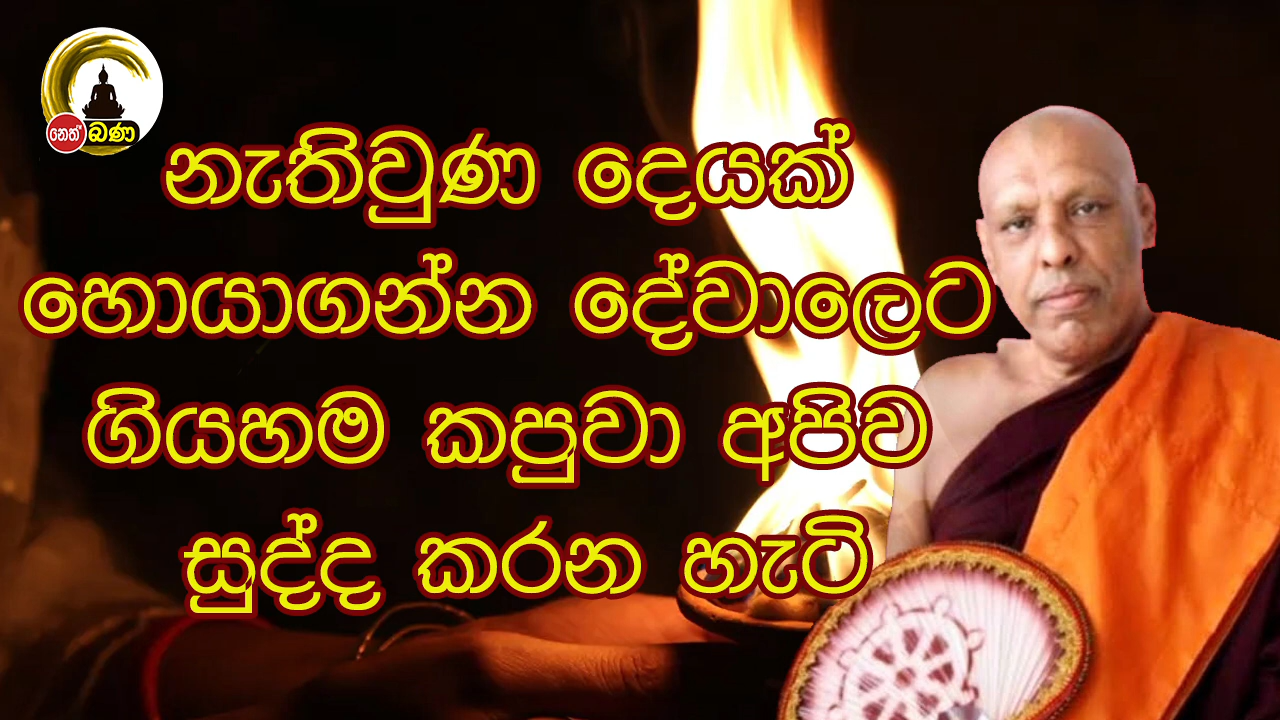 නෙත් බණ
නැතිවුණ දෙයක්
හොයාගන්න දේවාලෙට
ගියහම කපුවා අපිව
සුද්ද කරන හැටි